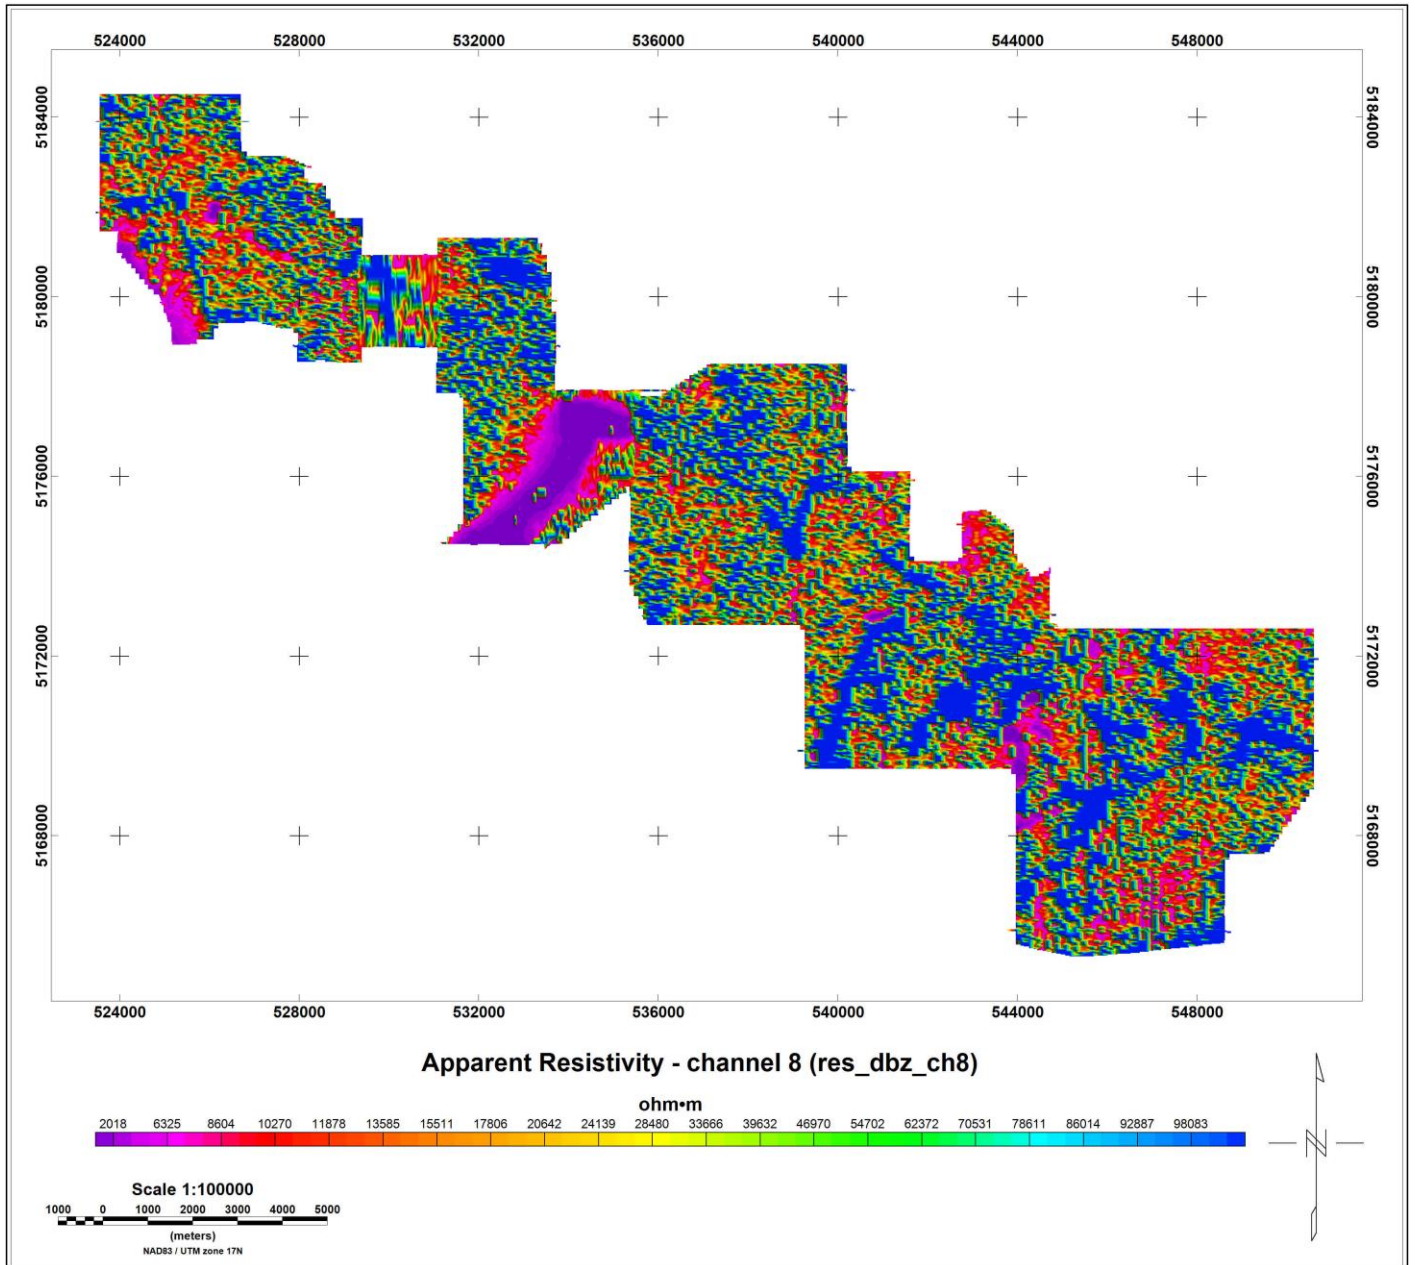 524000 528000 532000 536000 540000 544000 548000
5184000 5184000
5180000 5180000
5176000 5176000
5172000 5172000
5168000 5168000
524000 528000 532000 536000 540000 544000 548000
Apparent Resistivity - channel 8 (res_dbz_ch8)
ohm•m
2018 6325 8604 10270 11878 13585 15511 17806 20642 24139 28480 33666 39632 46970 54702 62372 70531 78611 86014 92887 98083
N
Scale 1:100000
1000 0 1000 2000 3000 4000 5000
(meters)
NAD83 / UTM zone 17N